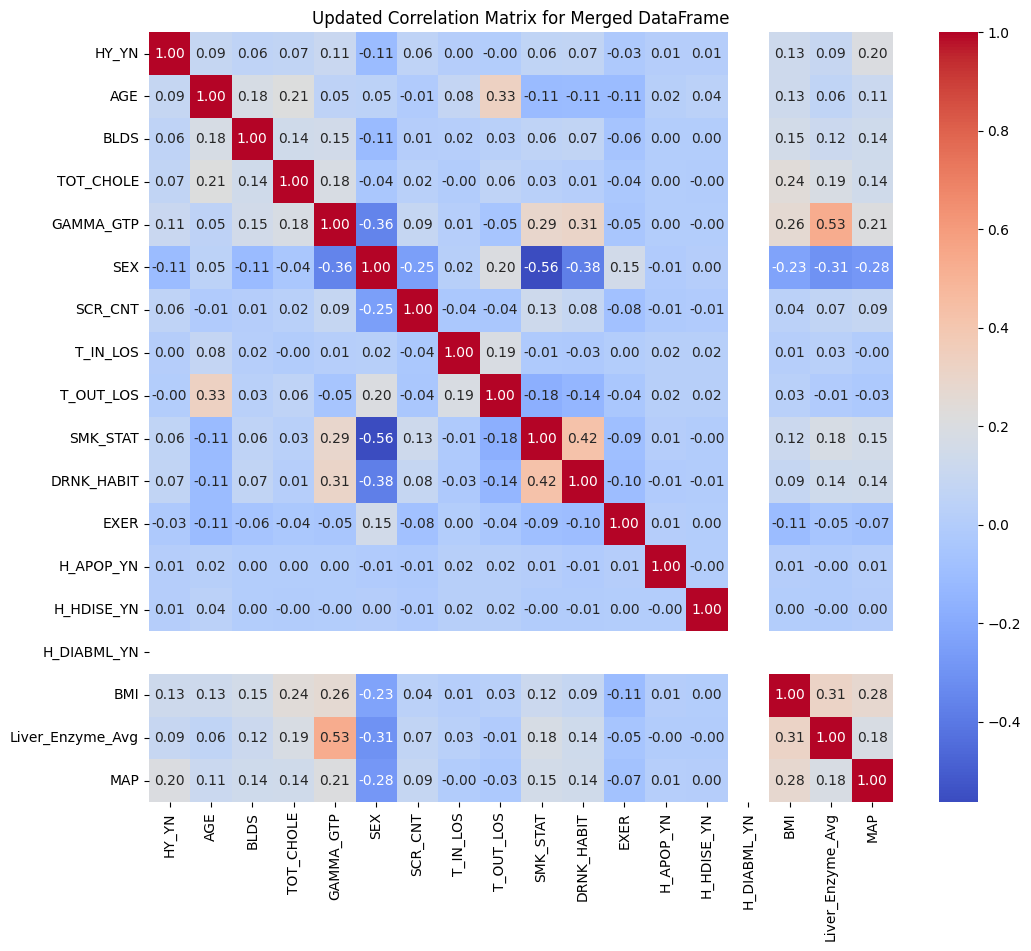 Updated Correlation Matrix for Merged DataFrame
HY_YN 1.00 0.09 0.06 0.07 0.11 -0.11 0.06 0.00 -0.00 0.06 0.07 -0.03 0.01 0.01 0.13 0.09 0.20
AGE 0.09 1.00 0.18 0.21 0.05 0.05 -0.01 0.08 0.33 -0.11 -0.11 -0.11 0.02 0.04 0.13 0.06 0.11
BLDS 0.06 0.18 1.00 0.14 0.15 -0.11 0.01 0.02 0.03 0.06 0.07 -0.06 0.00 0.00 0.15 0.12 0.14
TOT_CHOLE 0.07 0.21 0.14 1.00 0.18 -0.04 0.02 -0.00 0.06 0.03 0.01 -0.04 0.00 -0.00 0.24 0.19 0.14
GAMMA_GTP 0.11 0.05 0.15 0.18 1.00 -0.36 0.09 0.01 -0.05 0.29 0.31 -0.05 0.00 -0.00 0.26 0.53 0.21
SEX -0.11 0.05 -0.11 -0.04 -0.36 1.00 -0.25 0.02 0.20 -0.56 -0.38 0.15 -0.01 0.00 -0.23 -0.31 -0.28
SCR_CNT 0.06 -0.01 0.01 0.02 0.09 -0.25 1.00 -0.04 -0.04 0.13 0.08 -0.08 -0.01 -0.01 0.04 0.07 0.09
T_IN_LOS 0.00 0.08 0.02 -0.00 0.01 0.02 -0.04 1.00 0.19 -0.01 -0.03 0.00 0.02 0.02 0.01 0.03 -0.00
T_OUT_LOS -0.00 0.33 0.03 0.06 -0.05 0.20 -0.04 0.19 1.00 -0.18 -0.14 -0.04 0.02 0.02 0.03 -0.01 -0.03
SMK_STAT 0.06 -0.11 0.06 0.03 0.29 -0.56 0.13 -0.01 -0.18 1.00 0.42 -0.09 0.01 -0.00 0.12 0.18 0.15
DRNK_HABIT 0.07 -0.11 0.07 0.01 0.31 -0.38 0.08 -0.03 -0.14 0.42 1.00 -0.10 -0.01 -0.01 0.09 0.14 0.14
EXER -0.03 -0.11 -0.06 -0.04 -0.05 0.15 -0.08 0.00 -0.04 -0.09 -0.10 1.00 0.01 0.00 -0.11 -0.05 -0.07
H_APOP_YN 0.01 0.02 0.00 0.00 0.00 -0.01 -0.01 0.02 0.02 0.01 -0.01 0.01 1.00 -0.00 0.01 -0.00 0.01
H_HDISE_YN 0.01 0.04 0.00 -0.00 -0.00 0.00 -0.01 0.02 0.02 -0.00 -0.01 0.00 -0.00 1.00 0.00 -0.00 0.00
H_DIABML_YN
BMI 0.13 0.13 0.15 0.24 0.26 -0.23 0.04 0.01 0.03 0.12 0.09 -0.11 0.01 0.00 1.00 0.31 0.28
Liver_Enzyme_Avg 0.09 0.06 0.12 0.19 0.53 -0.31 0.07 0.03 -0.01 0.18 0.14 -0.05 -0.00 -0.00 0.31 1.00 0.18
MAP 0.20 0.11 0.14 0.14 0.21 -0.28 0.09 -0.00 -0.03 0.15 0.14 -0.07 0.01 0.00 0.28 0.18 1.00
HY_YN
AGE
BLDS
TOT_CHOLE
GAMMA_GTP
SEX
SCR_CNT
T_IN_LOS
T_OUT_LOS
SMK_STAT
DRNK_HABIT
EXER
H_APOP_YN
H_HDISE_YN
H_DIABML_YN
BMI
Liver_Enzyme_Avg
MAP
1.0
0.8
0.6
0.4
0.2
0.0
−0.2
−0.4